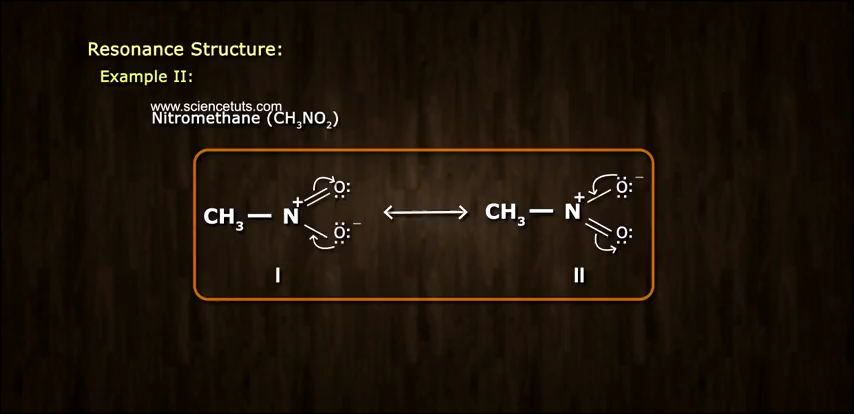 Resonance Structure:
Example II:
www.sciencetuts.com
Nitromethane (CH₃NO₂)
CH₃ — N⁺ O: O:⁻
CH₃ — N⁺ O:⁻ O:
I II